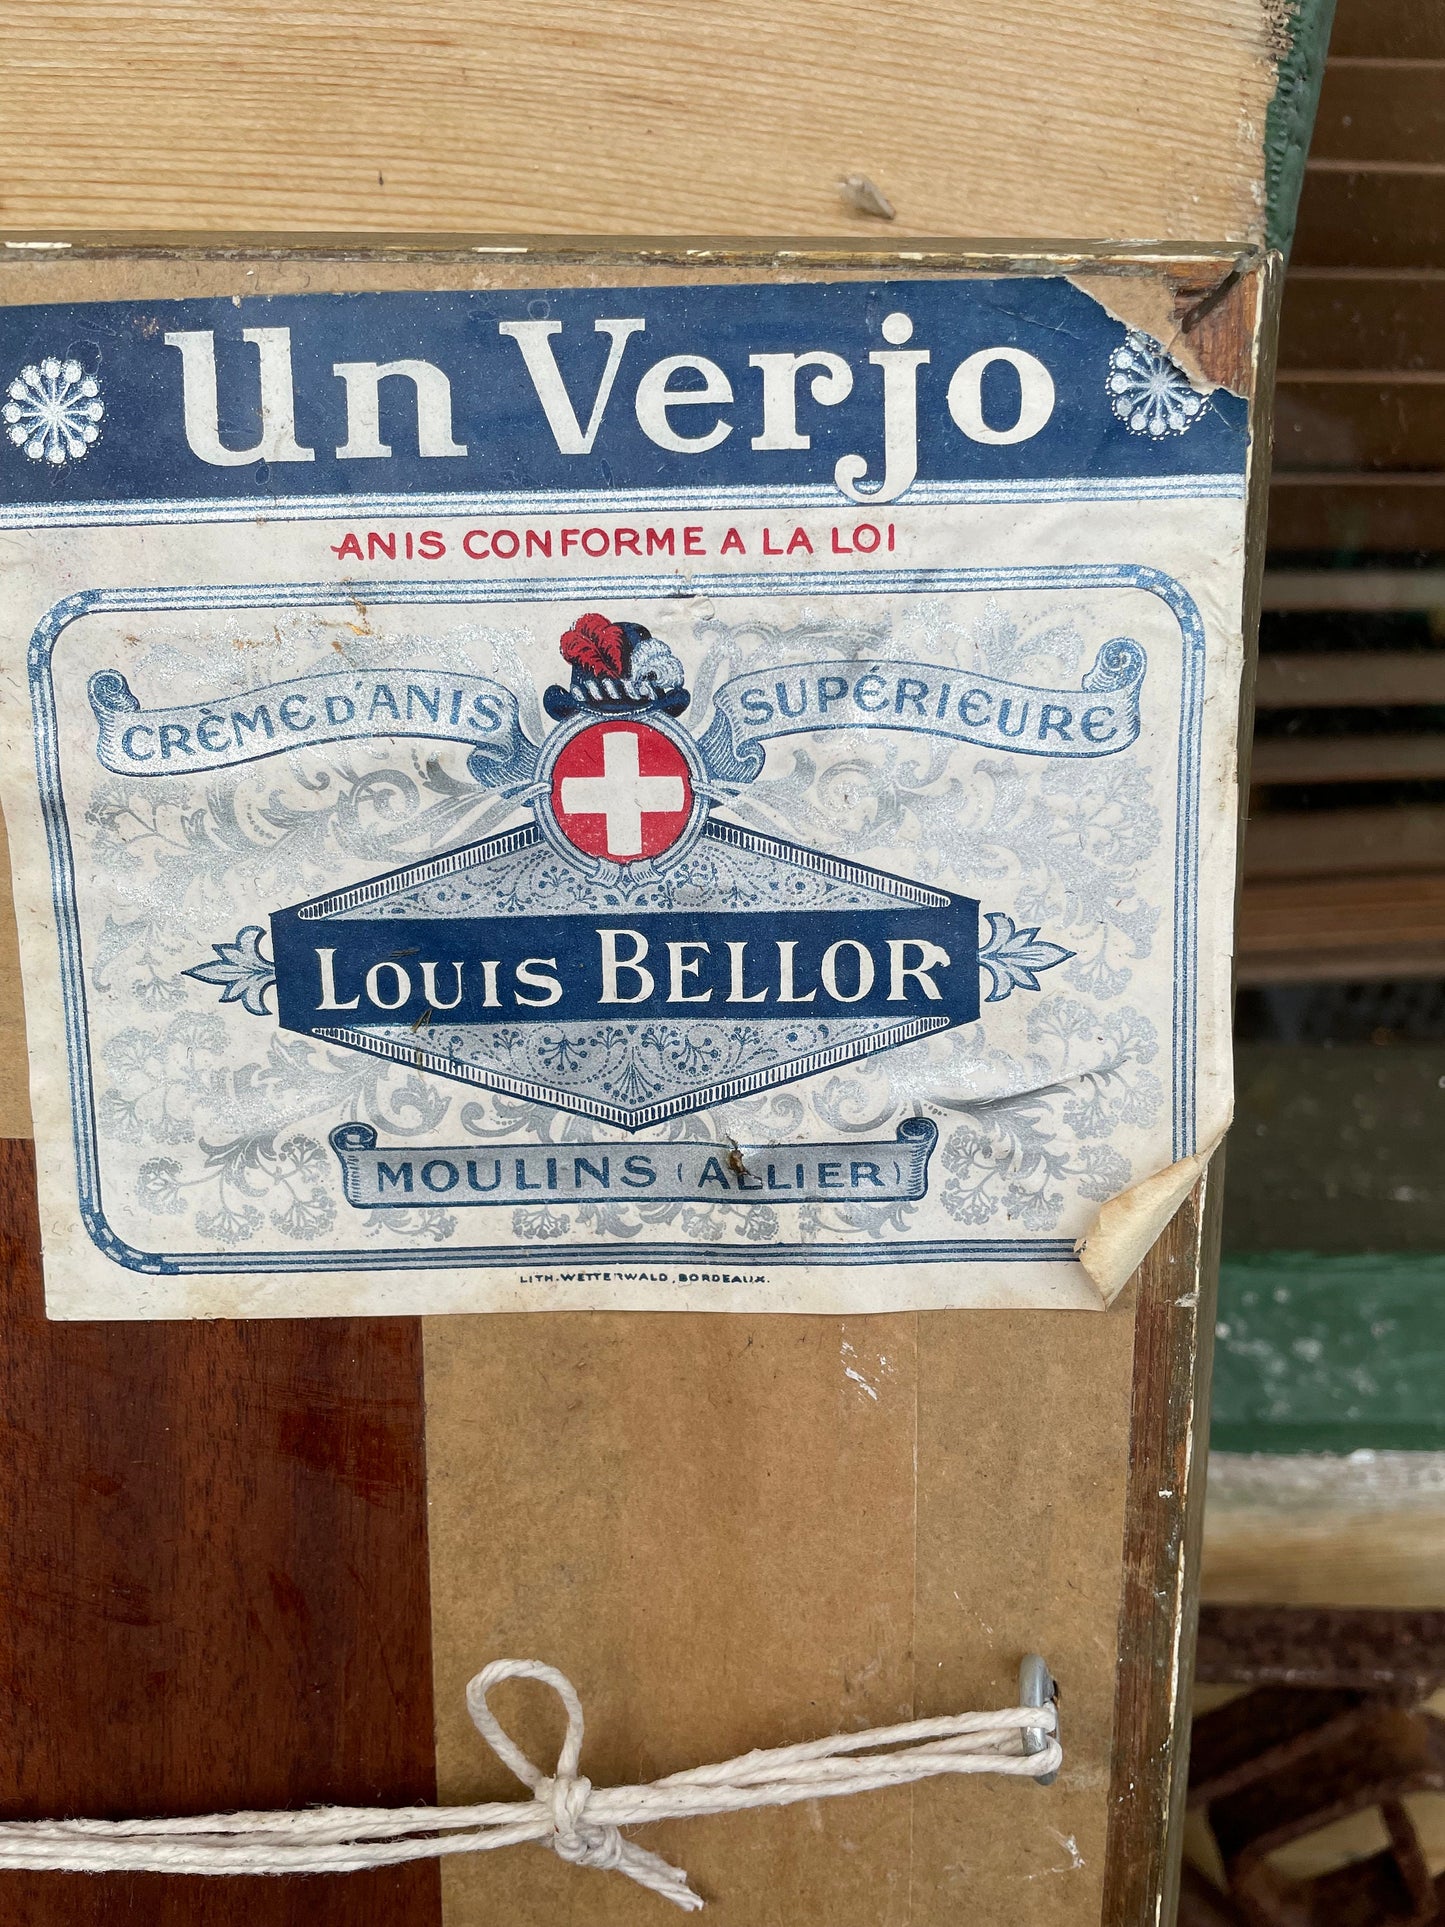 Un Verjo
ANIS CONFORME A LA LOI
CRÈME D'ANIS SUPÉRIEURE
LOUIS BELLOR
MOULINS (ALLIER)
LITH. WETTERWALD, BORDEAUX.